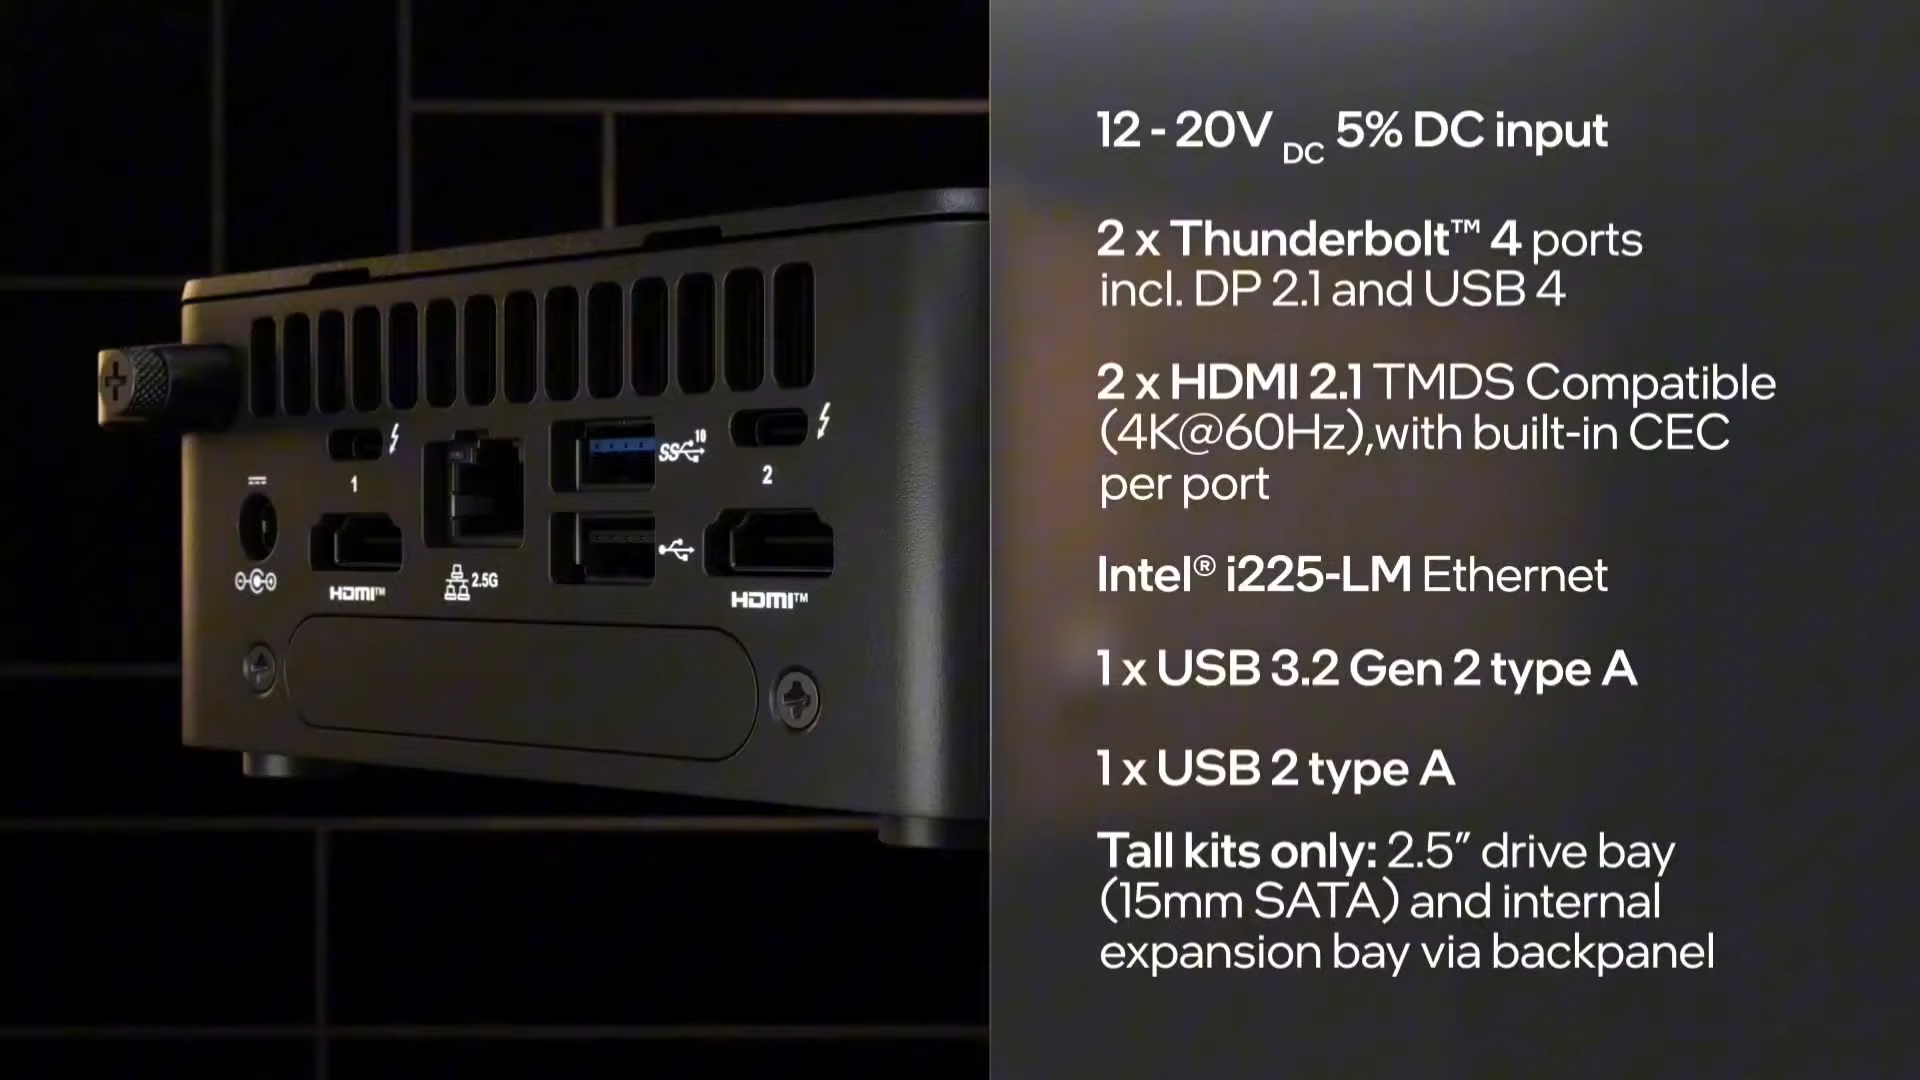 12 - 20V DC 5% DC input
2 x Thunderbolt™ 4 ports
incl. DP 2.1 and USB 4
2 x HDMI 2.1 TMDS Compatible
(4K@60Hz),with built-in CEC
per port
Intel® i225-LM Ethernet
1 x USB 3.2 Gen 2 type A
1 x USB 2 type A
Tall kits only: 2.5″ drive bay
(15mm SATA) and internal
expansion bay via backpanel
SS 10
1
2
HDMI™
2.5G
HDMI™